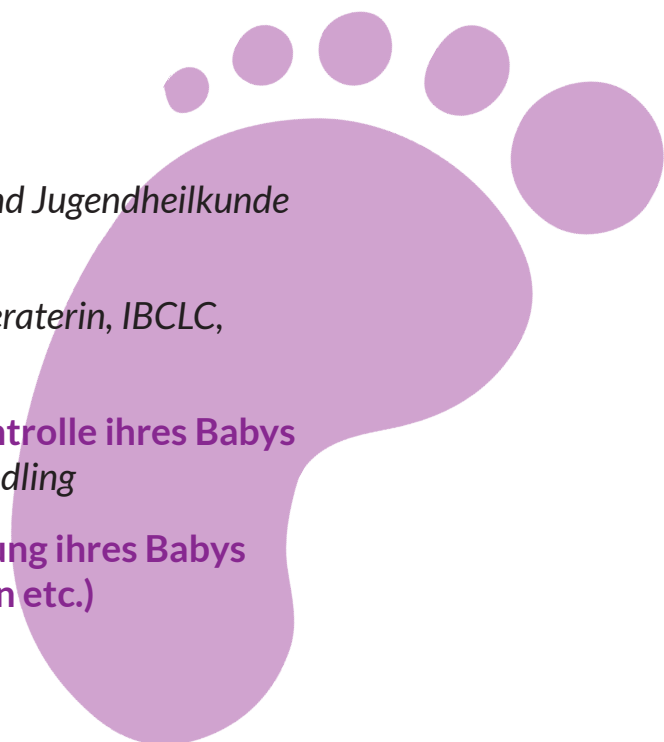 nd Jugendheilkunde
eraterin, IBCLC,
ntrolle ihres Babys
dling
ung ihres Babys
n etc.)